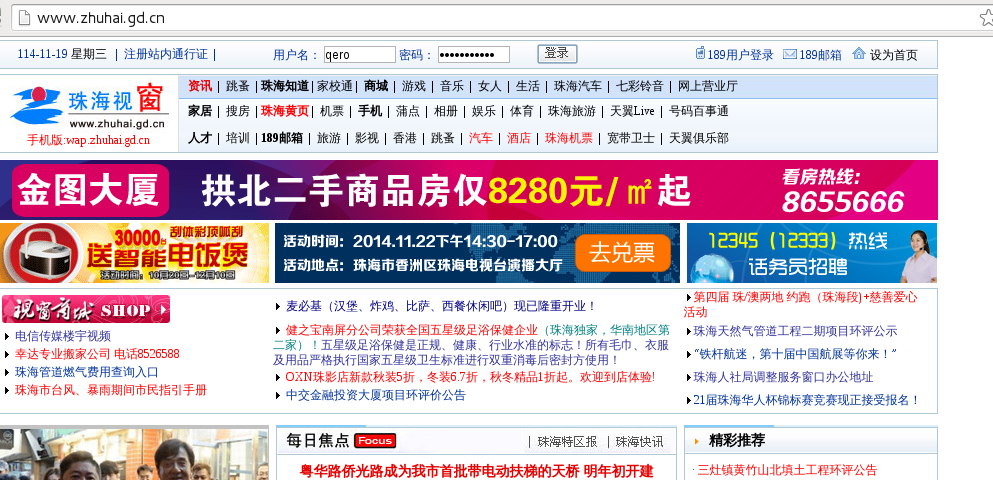 www.zhuhai.gd.cn
114-11-19 星期三 | 注册站内通行证 | 用户名： qero 密码： ••••••••••• 登录 189用户登录 189邮箱 设为首页
珠海视窗
www.zhuhai.gd.cn
手机版:wap.zhuhai.gd.cn
资讯 | 跳蚤 | 珠海知道 | 家校通 | 商城 | 游戏 | 音乐 | 女人 | 生活 | 珠海汽车 | 七彩铃音 | 网上营业厅
家居 | 搜房 | 珠海黄页 | 机票 | 手机 | 蒲点 | 相册 | 娱乐 | 体育 | 珠海旅游 | 天翼Live | 号码百事通
人才 | 培训 | 189邮箱 | 旅游 | 影视 | 香港 | 跳蚤 | 汽车 | 酒店 | 珠海机票 | 宽带卫士 | 天翼俱乐部
金图大厦 拱北二手商品房仅8280元/㎡起 看房热线:
8655666
30000台 刮体彩顶呱刮
送智能电饭煲
活动时间：10月20日-12月10日
活动时间：2014.11.22下午14:30-17:00
活动地点：珠海市香洲区珠海电视台演播大厅
去兑票
12345（12333）热线
话务员招聘
视窗商城 SHOP
电信传媒楼宇视频
幸达专业搬家公司 电话8526588
珠海管道燃气费用查询入口
珠海市台风、暴雨期间市民指引手册
麦必基（汉堡、炸鸡、比萨、西餐休闲吧）现已隆重开业！
健之宝南屏分公司荣获全国五星级足浴保健企业（珠海独家，华南地区第
二家）！五星级足浴保健是正规、健康、行业水准的标志！所有毛巾、衣服
及用品严格执行国家五星级卫生标准进行双重消毒后密封方使用！
OXN珠影店新款秋装5折，冬装6.7折，秋冬精品1折起。欢迎到店体验!
中交金融投资大厦项目环评价公告
第四届 珠/澳两地 约跑（珠海段)+慈善爱心
活动
珠海天然气管道工程二期项目环评公示
“铁杆航迷，第十届中国航展等你来！”
珠海人社局调整服务窗口办公地址
21届珠海华人杯锦标赛竞赛现正接受报名！
每日焦点 Focus | 珠海特区报 | 珠海快讯
粤华路侨光路成为我市首批带电动扶梯的天桥 明年初开建
精彩推荐
· 三灶镇黄竹山北填土工程环评公告